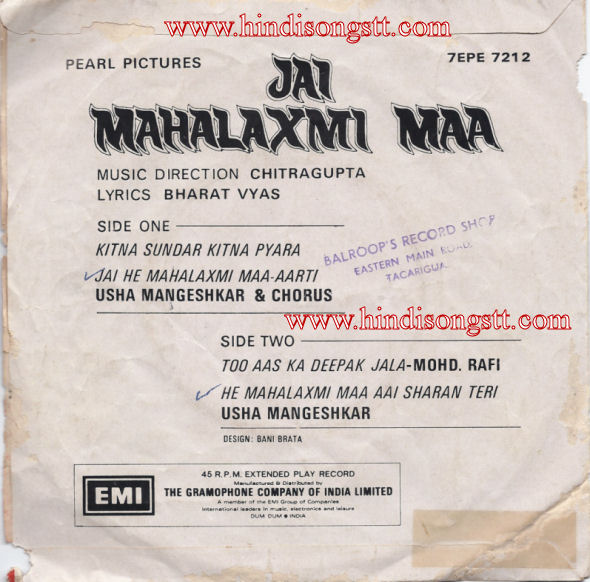 www.hindisongstt.com
PEARL PICTURES
7EPE 7212
JAI
MAHALAXMI MAA
MUSIC DIRECTION CHITRAGUPTA
LYRICS BHARAT VYAS
SIDE ONE
KITNA SUNDAR KITNA PYARA
JAI HE MAHALAXMI MAA-AARTI
USHA MANGESHKAR & CHORUS
BALROOP'S RECORD SHOP
EASTERN MAIN ROAD,
TACARIGUA.
www.hindisongstt.com
SIDE TWO
TOO AAS KA DEEPAK JALA-MOHD. RAFI
HE MAHALAXMI MAA AAI SHARAN TERI
USHA MANGESHKAR
DESIGN: BANI BRATA
EMI
45 R.P.M. EXTENDED PLAY RECORD
Manufactured & Distributed by
THE GRAMOPHONE COMPANY OF INDIA LIMITED
A member of the EMI Group of Companies
International leaders in music, electronics and leisure
DUM DUM ● INDIA